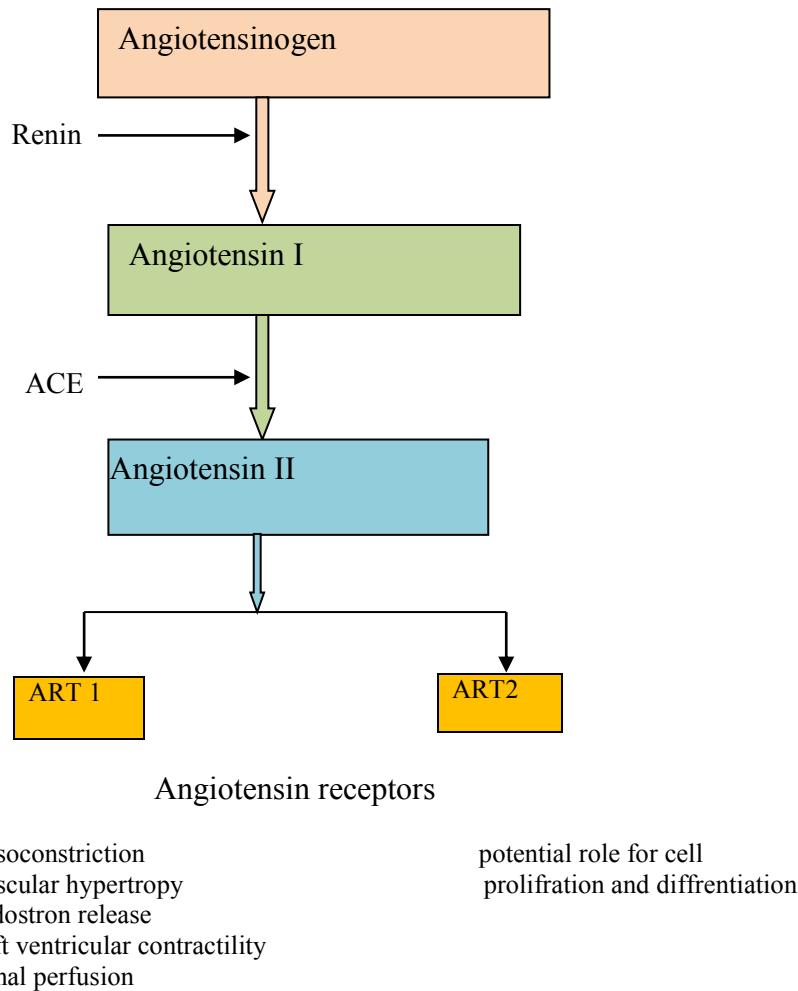 Angiotensinogen
Renin
Angiotensin I
ACE
Angiotensin II
ART 1
ART2
Angiotensin receptors
soconstriction potential role for cell
scular hypertropy prolifration and diffrentiation
dostron release
ft ventricular contractility
nal perfusion